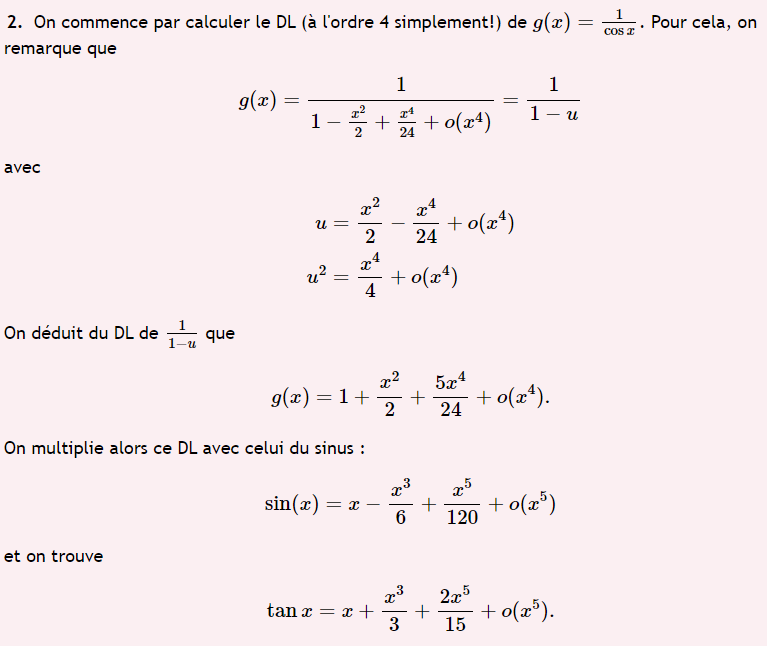 2. On commence par calculer le DL (à l'ordre 4 simplement!) de $g(x) = \frac{1}{\cos x}$. Pour cela, on
remarque que
$$g(x) = \frac{1}{1 - \frac{x^2}{2} + \frac{x^4}{24} + o(x^4)} = \frac{1}{1 - u}$$
avec
$$u = \frac{x^2}{2} - \frac{x^4}{24} + o(x^4)$$
$$u^2 = \frac{x^4}{4} + o(x^4)$$
On déduit du DL de $\frac{1}{1-u}$ que
$$g(x) = 1 + \frac{x^2}{2} + \frac{5x^4}{24} + o(x^4).$$
On multiplie alors ce DL avec celui du sinus :
$$\sin(x) = x - \frac{x^3}{6} + \frac{x^5}{120} + o(x^5)$$
et on trouve
$$\tan x = x + \frac{x^3}{3} + \frac{2x^5}{15} + o(x^5).$$